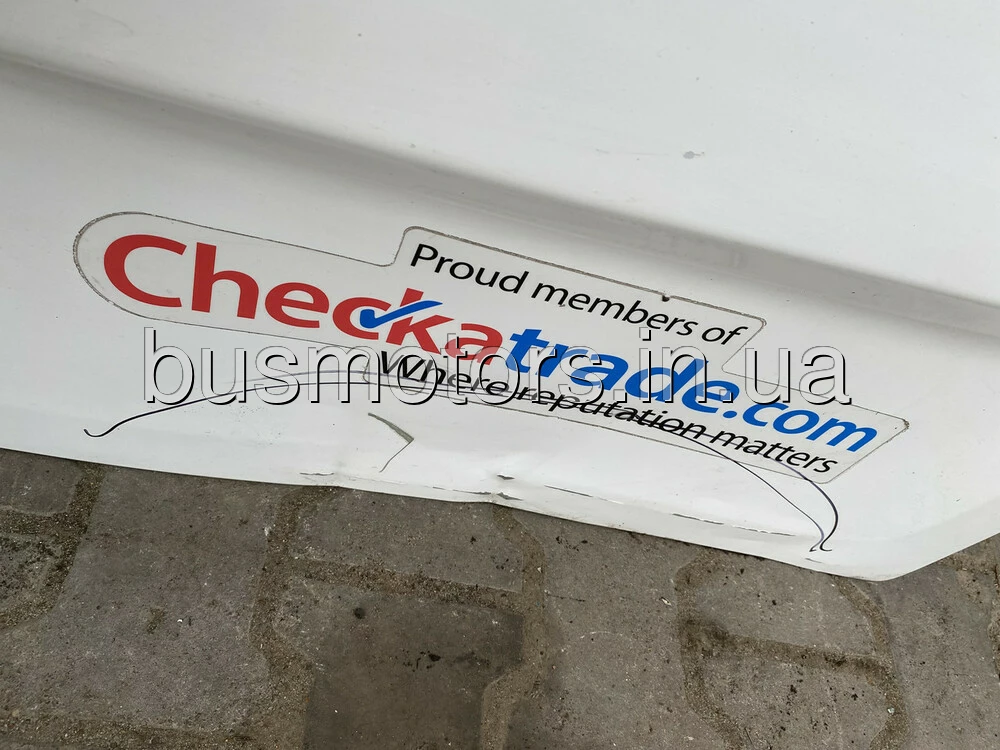 Proud members of
Checkatrade.com
Where reputation matters
busmotors.in.ua